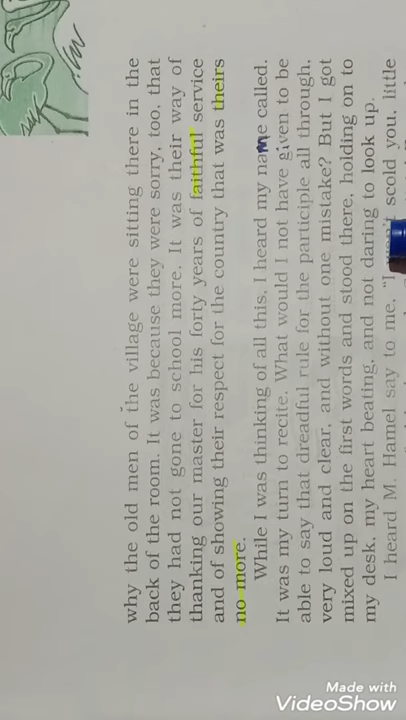 why the old men of the village were sitting there in the
back of the room. It was because they were sorry, too, that
they had not gone to school more. It was their way of
thanking our master for his forty years of faithful service
and of showing their respect for the country that was theirs
no more.
While I was thinking of all this, I heard my name called.
It was my turn to recite. What would I not have given to be
able to say that dreadful rule for the participle all through,
very loud and clear, and without one mistake? But I got
mixed up on the first words and stood there, holding on to
my desk, my heart beating, and not daring to look up.
I heard M. Hamel say to me, "I scold you, little
Made with
VideoShow